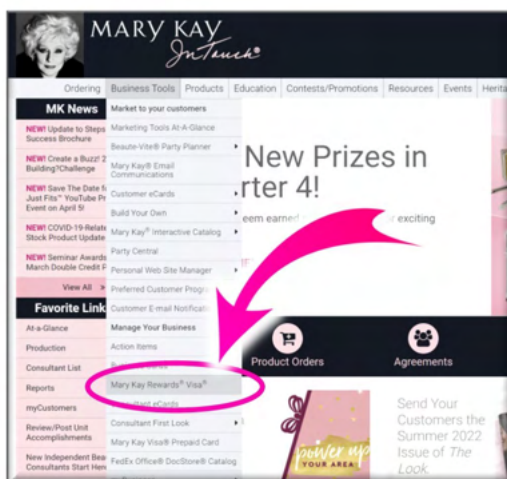 MARY KAY
InTouch®
Ordering Business Tools Products Education Contests/Promotions Resources Events
MK News
NEW! Update to Steps
Success Brochure
NEW! Create a Buzz! 2
Building?Challenge
NEW! Save The Date f
Just Fits™ YouTube Pr
Event on April 5!
NEW! COVID-19-Relate
Stock Product Update
NEW! Seminar Awards
March Double Credit P
View All »
Favorite Link
At-a-Glance
Production
Consultant List
Reports
myCustomers
Review/Post Unit
Accomplishments
New Independent Bea
Consultants Start Here
Market to your customers
Marketing Tools At-A-Glance
Beaute-Vite® Party Planner
Mary Kay® Email
Communications
Customer eCards
Build Your Own
Mary Kay® Interactive Catalog
Party Central
Personal Web Site Manager
Preferred Customer Progra
Customer E-mail Notificati
Manage Your Business
Action Items
Mary Kay Rewards® Visa®
Consultant eCards
Consultant First Look
Mary Kay Visa® Prepaid Card
FedEx Office® DocStore® Catalog
New Prizes in
rter 4!
eem earned
r exciting
Product Orders
Agreements
power up
YOUR AREA
Send Your
Customers the
Summer 2022
Issue of The
Look.